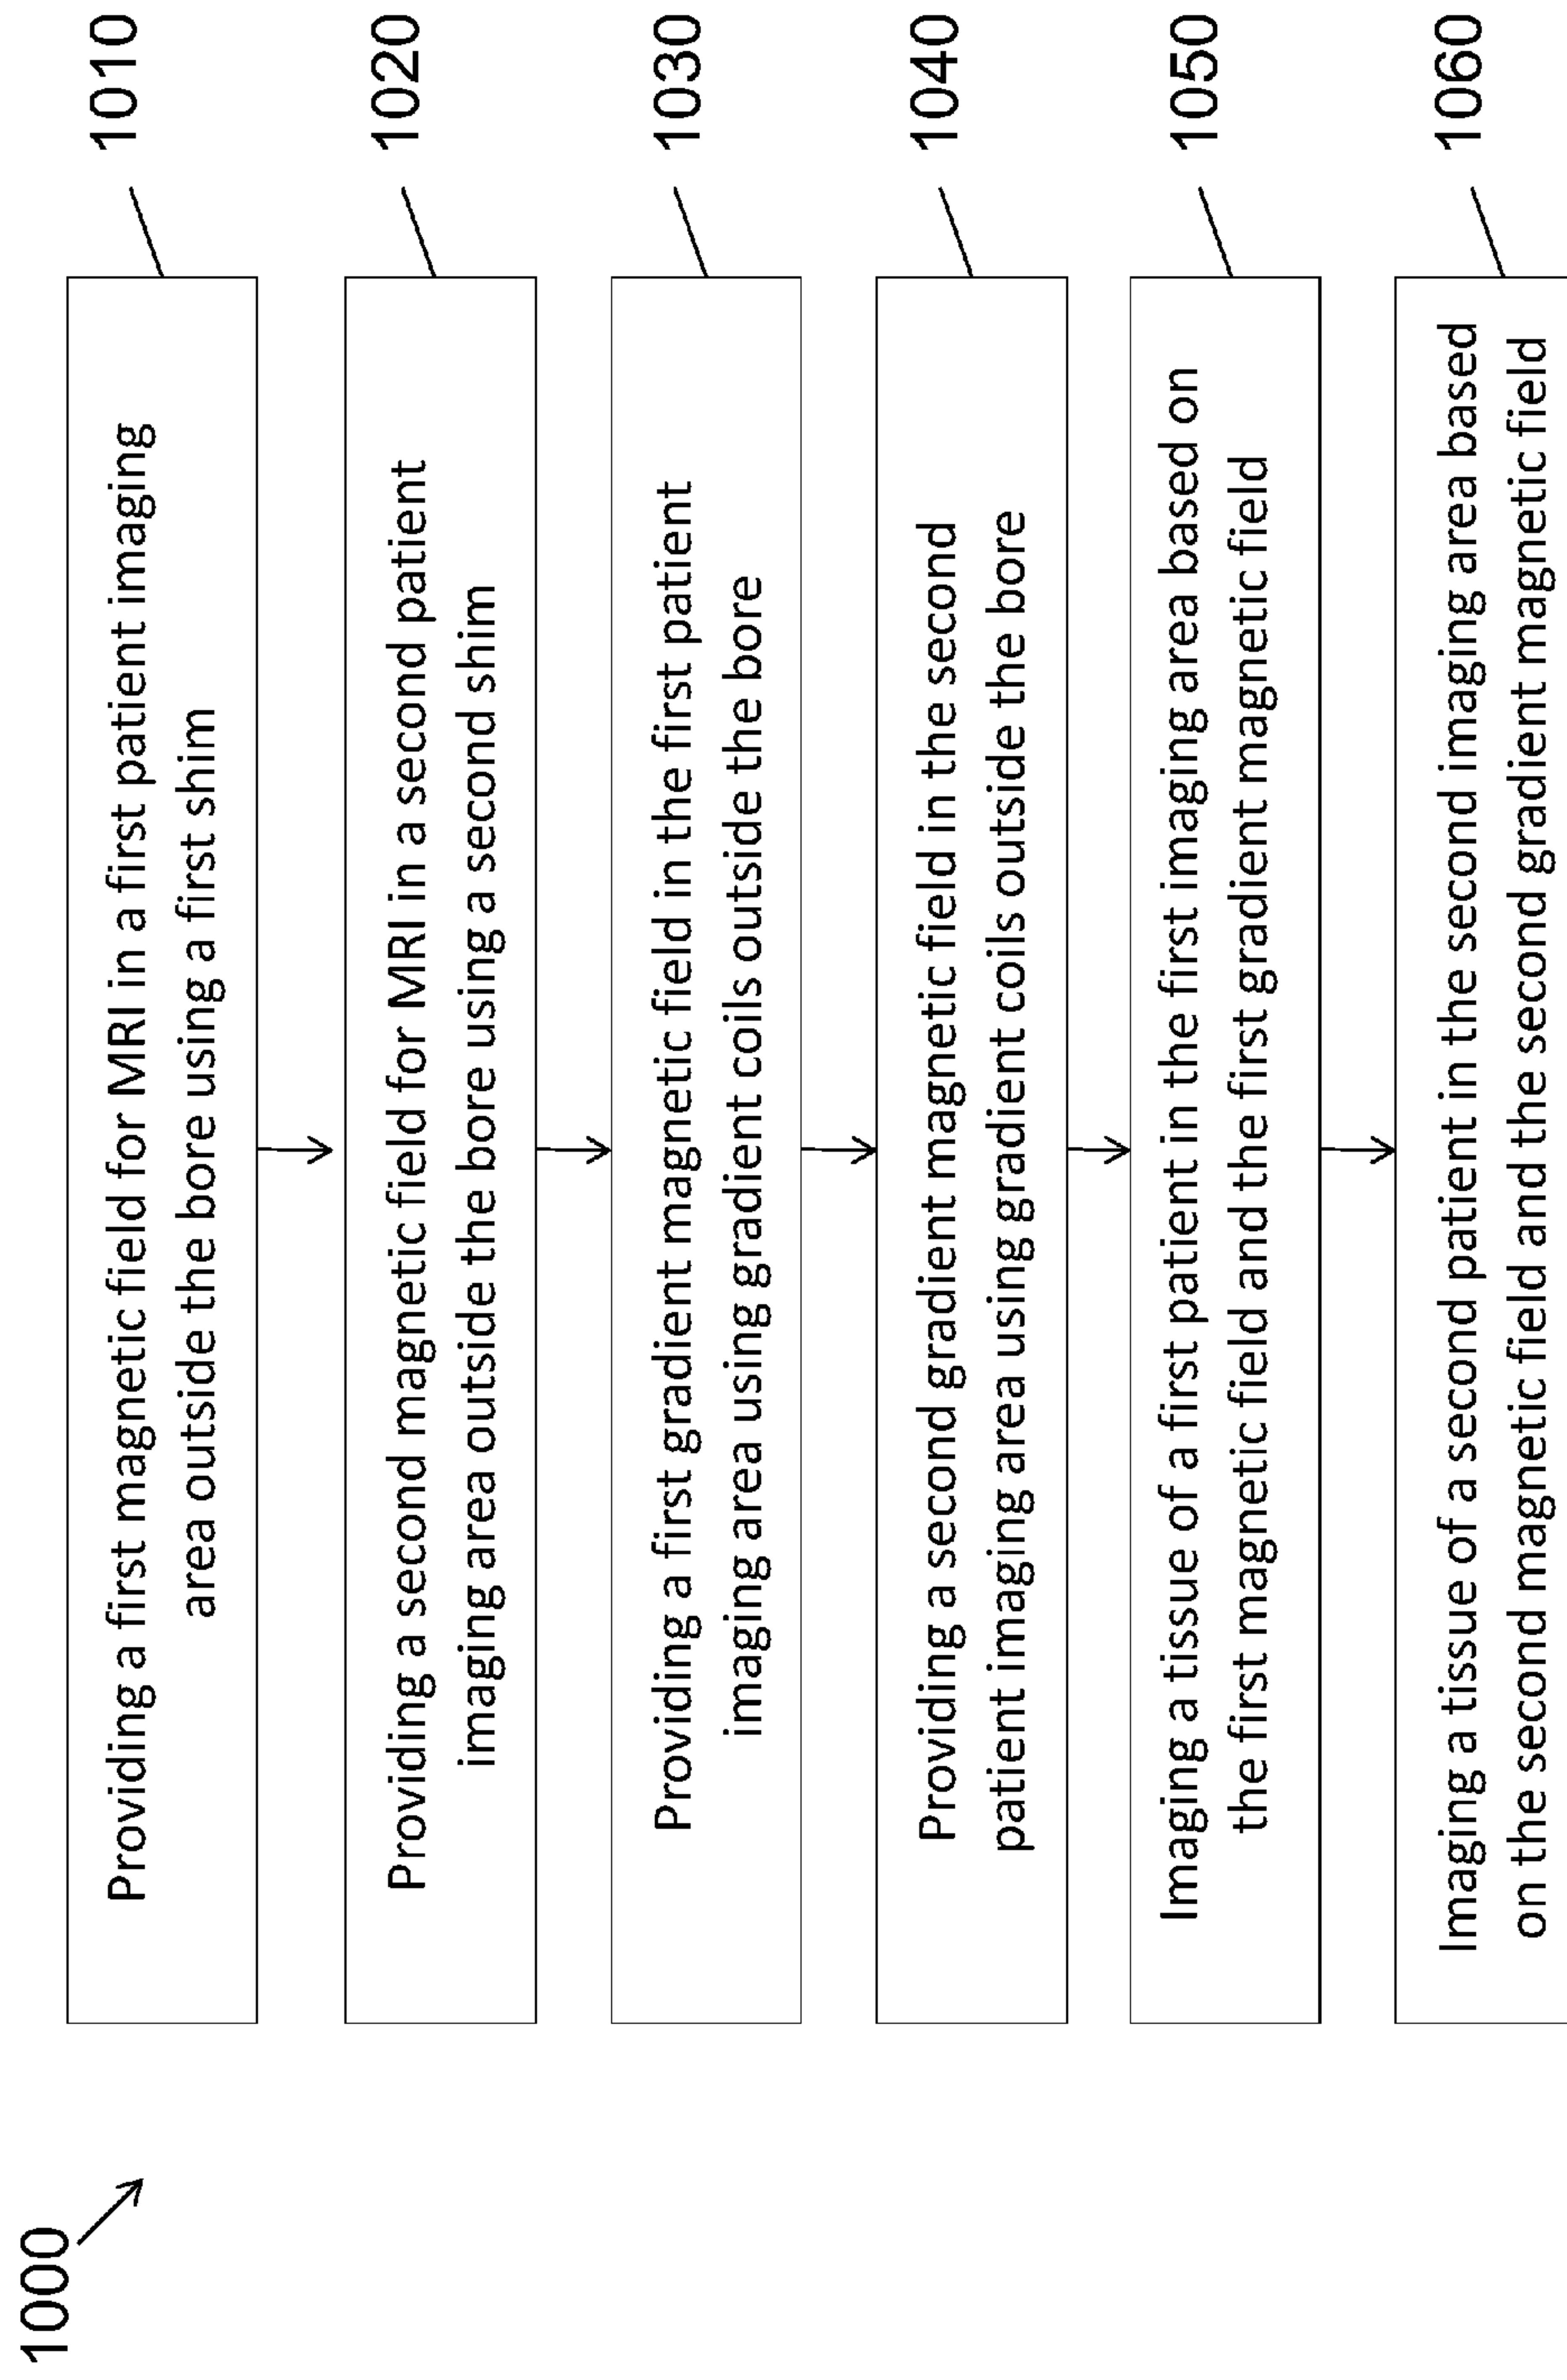 1000
Providing a first magnetic field for MRI in a first patient imaging
area outside the bore using a first shim
1010
Providing a second magnetic field for MRI in a second patient
imaging area outside the bore using a second shim
1020
Providing a first gradient magnetic field in the first patient
imaging area using gradient coils outside the bore
1030
Providing a second gradient magnetic field in the second
patient imaging area using gradient coils outside the bore
1040
Imaging a tissue of a first patient in the first imaging area based on
the first magnetic field and the first gradient magnetic field
1050
Imaging a tissue of a second patient in the second imaging area based
on the second magnetic field and the second gradient magnetic field
1060